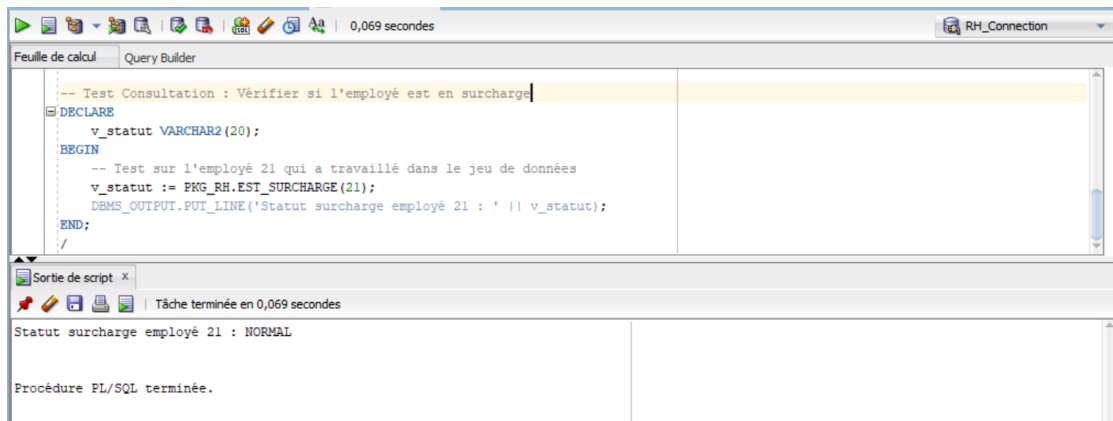 0,069 secondes
RH_Connection
Feuille de calcul Query Builder
-- Test Consultation : Vérifier si l'employé est en surcharge
DECLARE
v_statut VARCHAR2(20);
BEGIN
-- Test sur l'employé 21 qui a travaillé dans le jeu de données
v_statut := PKG_RH.EST_SURCHARGE(21);
DBMS_OUTPUT.PUT_LINE('Statut surcharge employé 21 : ' || v_statut);
END;
/
Sortie de script x
Tâche terminée en 0,069 secondes
Statut surcharge employé 21 : NORMAL
Procédure PL/SQL terminée.